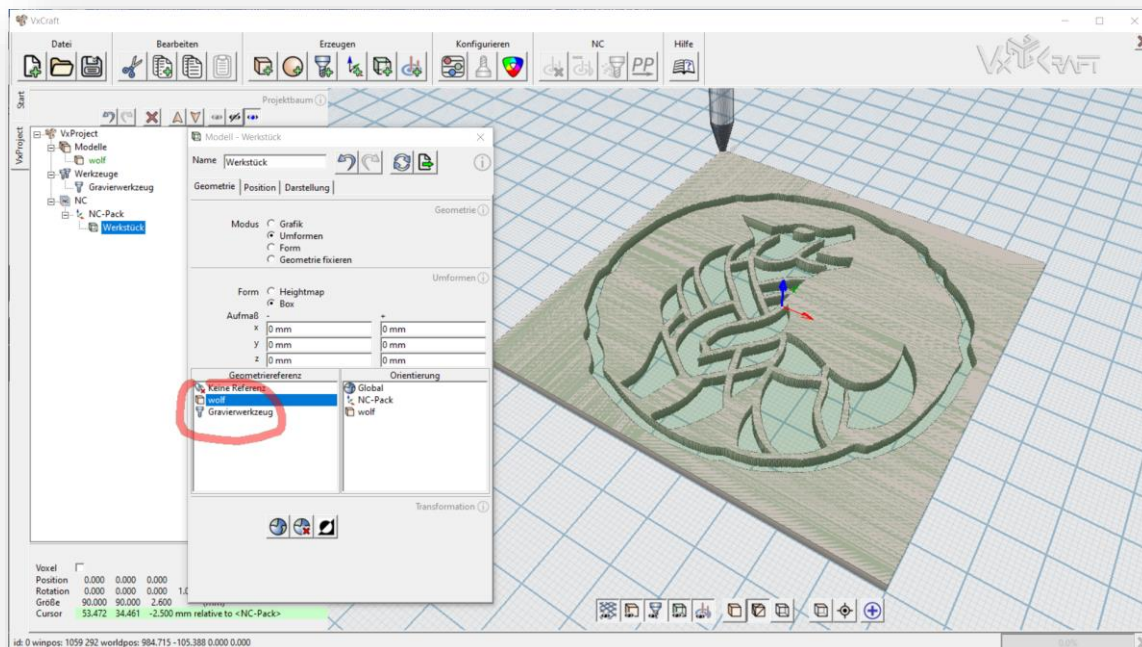 VxCraft
Datei Bearbeiten Erzeugen Konfigurieren NC Hilfe
PP
VXCRAFT
Start
VxProject
Projektbaum
VxProject
Modelle
wolf
Werkzeuge
Gravierwerkzeug
NC
NC-Pack
Werkstück
Modell - Werkstück
Name Werkstück
Geometrie Position Darstellung
Geometrie
Modus Grafik
Umformen
Form
Geometrie fixieren
Umformen
Form Heightmap
Box
Aufmaß - +
x 0 mm 0 mm
y 0 mm 0 mm
z 0 mm 0 mm
Geometriereferenz Orientierung
Keine Referenz Global
wolf NC-Pack
Gravierwerkzeug wolf
Transformation
Voxel
Position 0.000 0.000 0.000
Rotation 0.000 0.000 0.000
Größe 90.000 90.000 2.600
Cursor 53.472 34.461 -2.500 mm relative to <NC-Pack>
id: 0 winpos: 1059 292 worldpos: 984.715 -105.388 0.000 0.000
0.0%